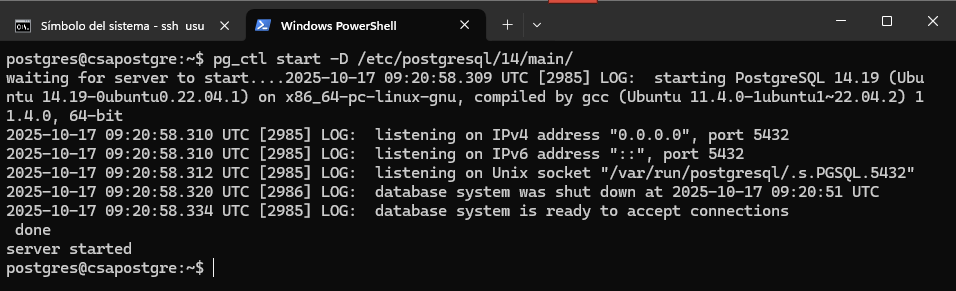 Símbolo del sistema - ssh usu
Windows PowerShell
postgres@csapostgre:~$ pg_ctl start -D /etc/postgresql/14/main/
waiting for server to start....2025-10-17 09:20:58.309 UTC [2985] LOG:  starting PostgreSQL 14.19 (Ubu
ntu 14.19-0ubuntu0.22.04.1) on x86_64-pc-linux-gnu, compiled by gcc (Ubuntu 11.4.0-1ubuntu1~22.04.2) 1
1.4.0, 64-bit
2025-10-17 09:20:58.310 UTC [2985] LOG:  listening on IPv4 address "0.0.0.0", port 5432
2025-10-17 09:20:58.310 UTC [2985] LOG:  listening on IPv6 address "::", port 5432
2025-10-17 09:20:58.312 UTC [2985] LOG:  listening on Unix socket "/var/run/postgresql/.s.PGSQL.5432"
2025-10-17 09:20:58.320 UTC [2986] LOG:  database system was shut down at 2025-10-17 09:20:51 UTC
2025-10-17 09:20:58.334 UTC [2985] LOG:  database system is ready to accept connections
 done
server started
postgres@csapostgre:~$